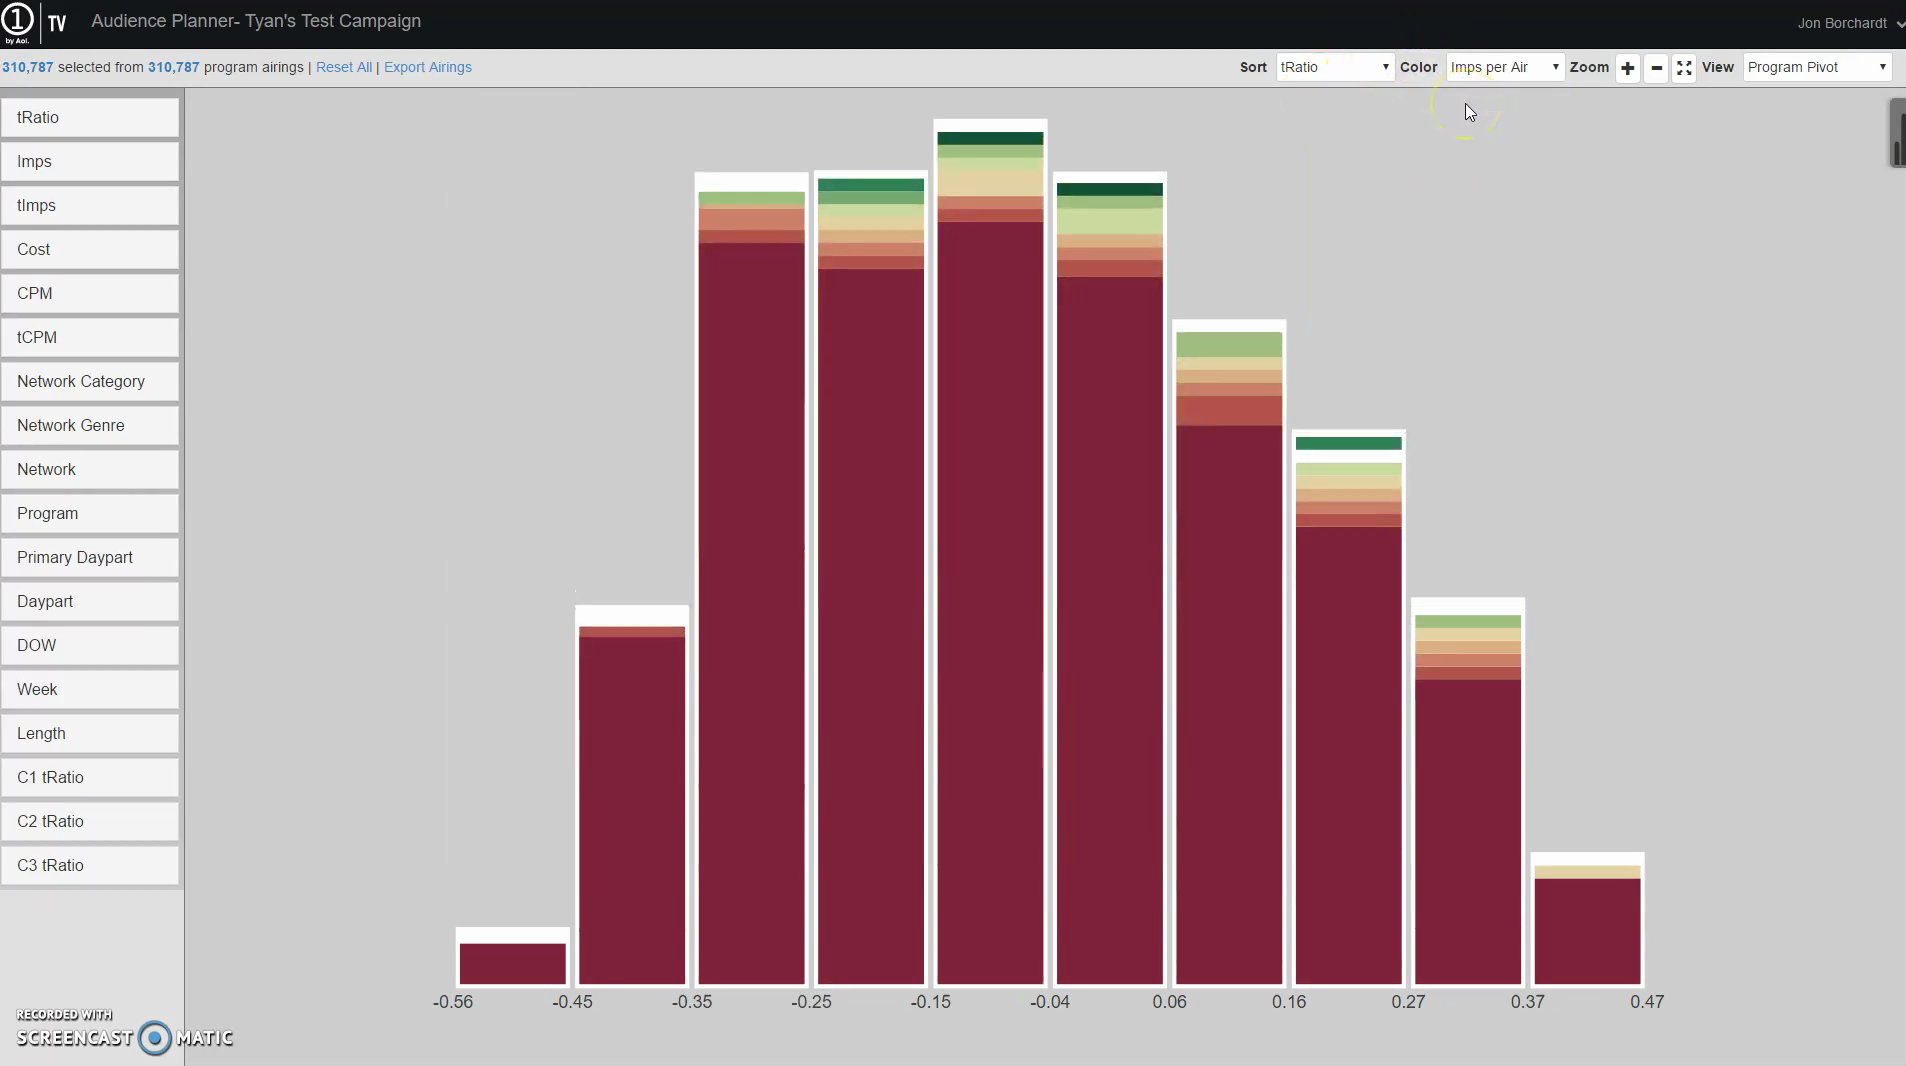 1 TV Audience Planner- Tyan's Test Campaign Jon Borchardt
by Aol.
310,787 selected from 310,787 program airings | Reset All | Export Airings Sort tRatio Color Imps per Air Zoom + - View Program Pivot
tRatio
Imps
tImps
Cost
CPM
tCPM
Network Category
Network Genre
Network
Program
Primary Daypart
Daypart
DOW
Week
Length
C1 tRatio
C2 tRatio
C3 tRatio
-0.56 -0.45 -0.35 -0.25 -0.15 -0.04 0.06 0.16 0.27 0.37 0.47
RECORDED WITH
SCREENCAST MATIC